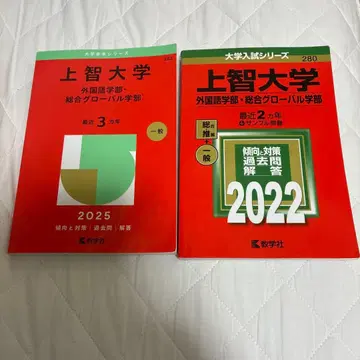 大学赤本シリーズ
上智大学
外国語学部・
総合グローバル学部
最近3カ年
一般
2025
傾向と対策|過去問|解答
教学社
大学入試シリーズ
280
上智大学
外国語学部・総合グローバル学部
最近2カ年
一般
傾向と対策
過去問
解答
2022
教学社